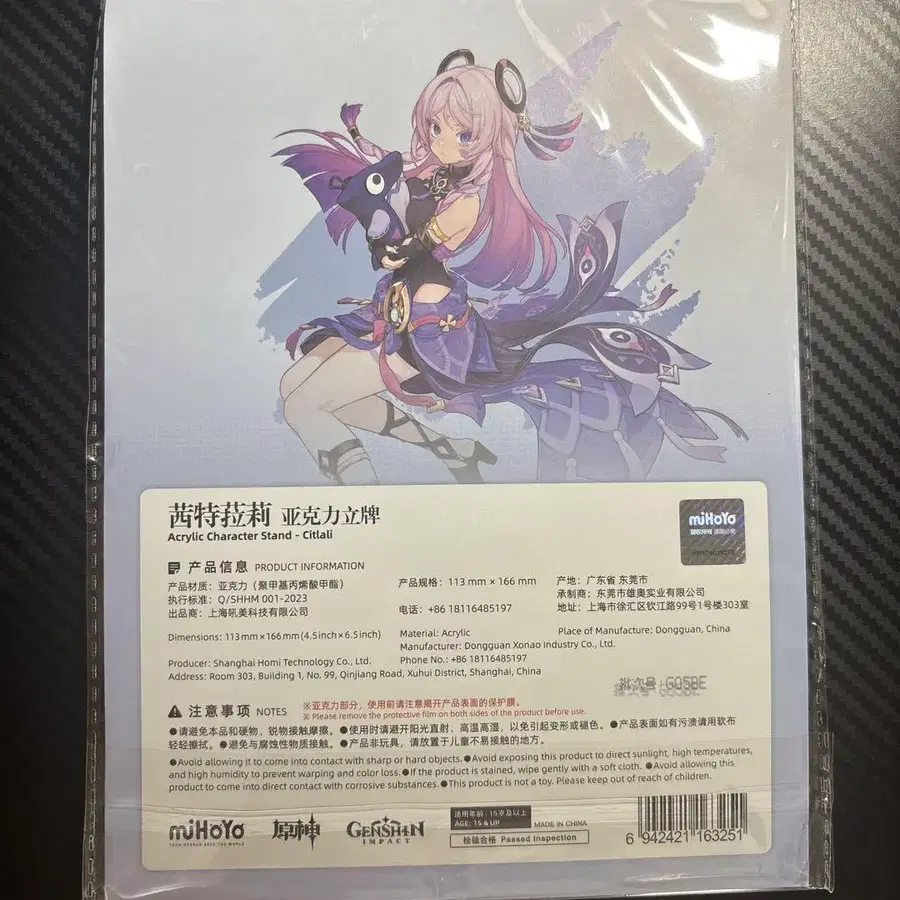 茜特菈莉 亚克力立牌
Acrylic Character Stand - Citlali
miHoYo
产品信息 PRODUCT INFORMATION
产品材质：亚克力（聚甲基丙烯酸甲酯） 产品规格：113 mm × 166 mm 产地：广东省 东莞市
执行标准：Q/SHHM 001-2023 承制商：东莞市雄奥实业有限公司
出品商：上海吼美科技有限公司 电话：+86 18116485197 地址：上海市徐汇区钦江路99号1号楼303室
Dimensions: 113 mm × 166 mm (4.5 inch × 6.5 inch) Material: Acrylic Place of Manufacture: Dongguan, China
Manufacturer: Dongguan Xonao Industry Co., Ltd.
Producer: Shanghai Homi Technology Co., Ltd. Phone No.: +86 18116485197
Address: Room 303, Building 1, No. 99, Qinjiang Road, Xuhui District, Shanghai, China
批次号: G05BE
注意事项 NOTES
※亚克力部分，使用前请注意揭开产品表面的保护膜。
※ Please remove the protective film on both sides of the product before use.
●请避免本品和硬物、锐物接触摩擦。●使用时请避开阳光直射、高温高湿，以免引起变形或褪色。●产品表面如有污渍请用软布
轻轻擦拭。●避免与腐蚀性物质接触。●产品非玩具，请放置于儿童不易接触的地方。
●Avoid allowing it to come into contact with sharp or hard objects. ●Avoid exposing this product to direct sunlight, high temperatures,
and high humidity to prevent warping and color loss. ●If the product is stained, wipe gently with a soft cloth. ●Avoid allowing this
product to come into direct contact with corrosive substances. ●This product is not a toy. Please keep out of reach of children.
miHoYo
TECH OTAKUS SAVE THE WORLD
原神
GENSHIN
IMPACT
适用年龄：15岁及以上
AGE: 15 & UP
MADE IN CHINA
检验合格 Passed Inspection
6 942421 163251